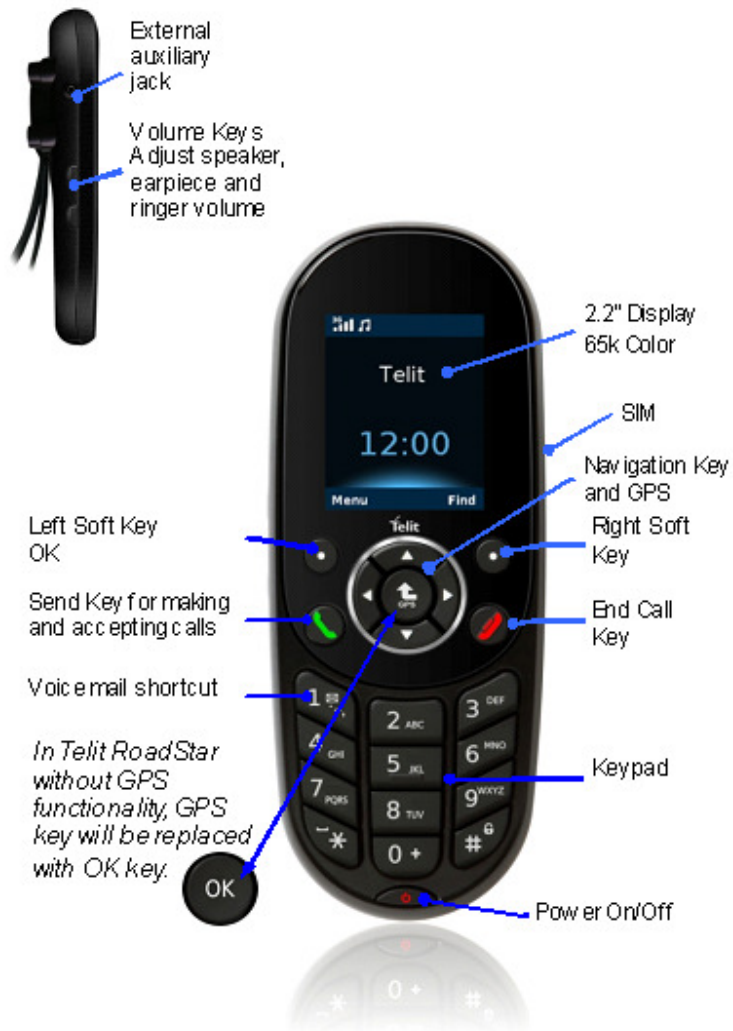 External
auxiliary
jack
Volume Keys
Adjust speaker,
earpiece and
ringer volume
3G
Telit
12:00
Menu Find
Telit
2.2" Display
65k Color
SIM
Navigation Key
and GPS
Left Soft Key
OK
Right Soft
Key
GPS
Send Key for making
and accepting calls
End Call
Key
Voicemail shortcut
1
2 ABC
3 DEF
4 GHI
5 JKL
6 MNO
7 PQRS
8 TUV
9 WXYZ
*
0 +
#
Keypad
In Telit RoadStar
without GPS
functionality, GPS
key will be replaced
with OK key.
OK
Power On/Off
* 0 + #